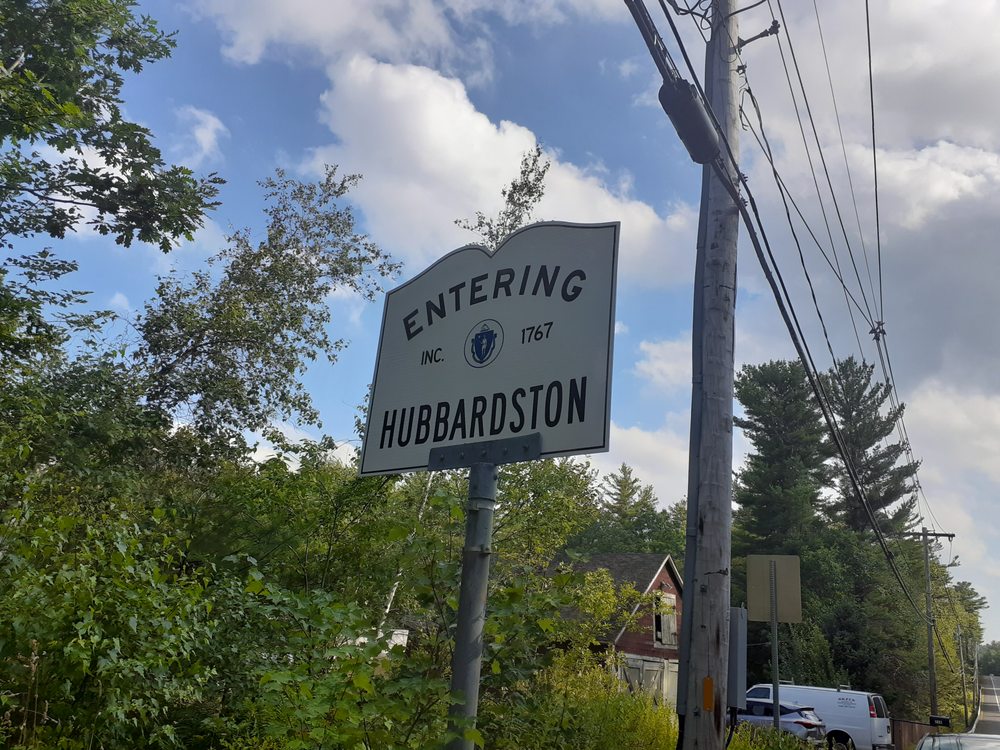 ENTERING
INC. 1767
HUBBARDSTON